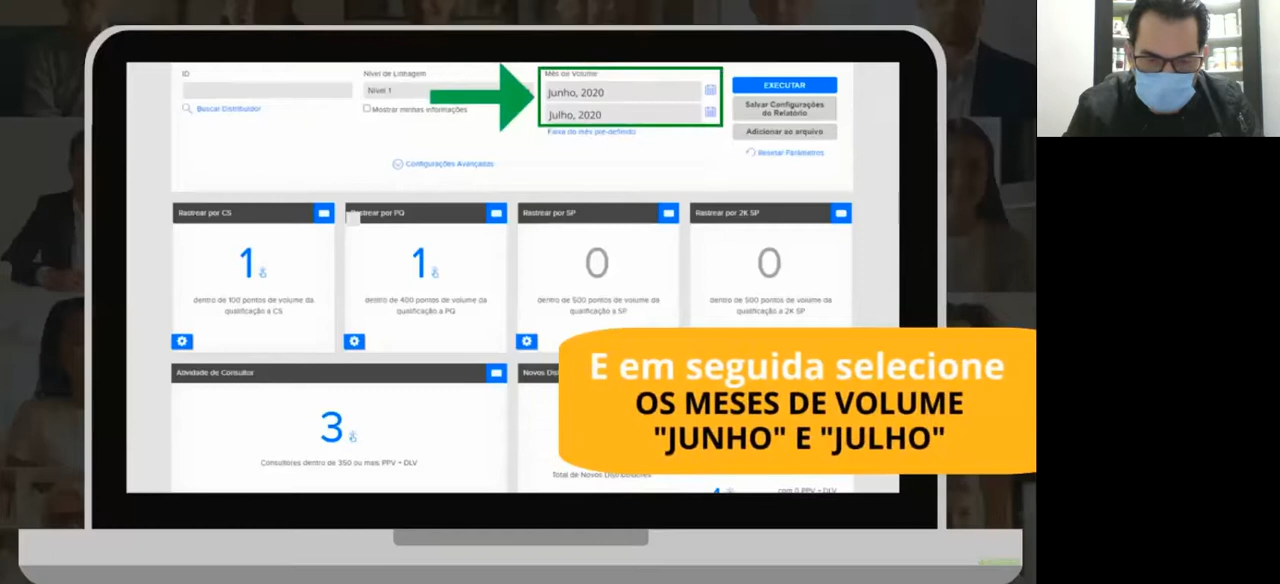 ID
Nível de Linhagem
Mês de Volume
Nível 1
Junho, 2020
EXECUTAR
Buscar Distribuidor
Mostrar minhas informações
Julho, 2020
Salvar Configurações
do Relatório
Faixa do mês pré-definido
Adicionar ao arquivo
Resetar Parâmetros
Configurações Avançadas
Rastrear por CS
Rastrear por PQ
Rastrear por SP
Rastrear por 2K SP
1
1
0
0
dentro de 100 pontos de volume da
qualificação a CS
dentro de 400 pontos de volume da
qualificação a PQ
dentro de 500 pontos de volume da
qualificação a SP
dentro de 500 pontos de volume da
qualificação a 2K SP
E em seguida selecione
OS MESES DE VOLUME
"JUNHO" E "JULHO"
Atividade de Consultor
Novos
3
Consultores dentro de 350 ou mais PPV + DLV
Total de Novos Distribuidores
com 0 PPV + DLV